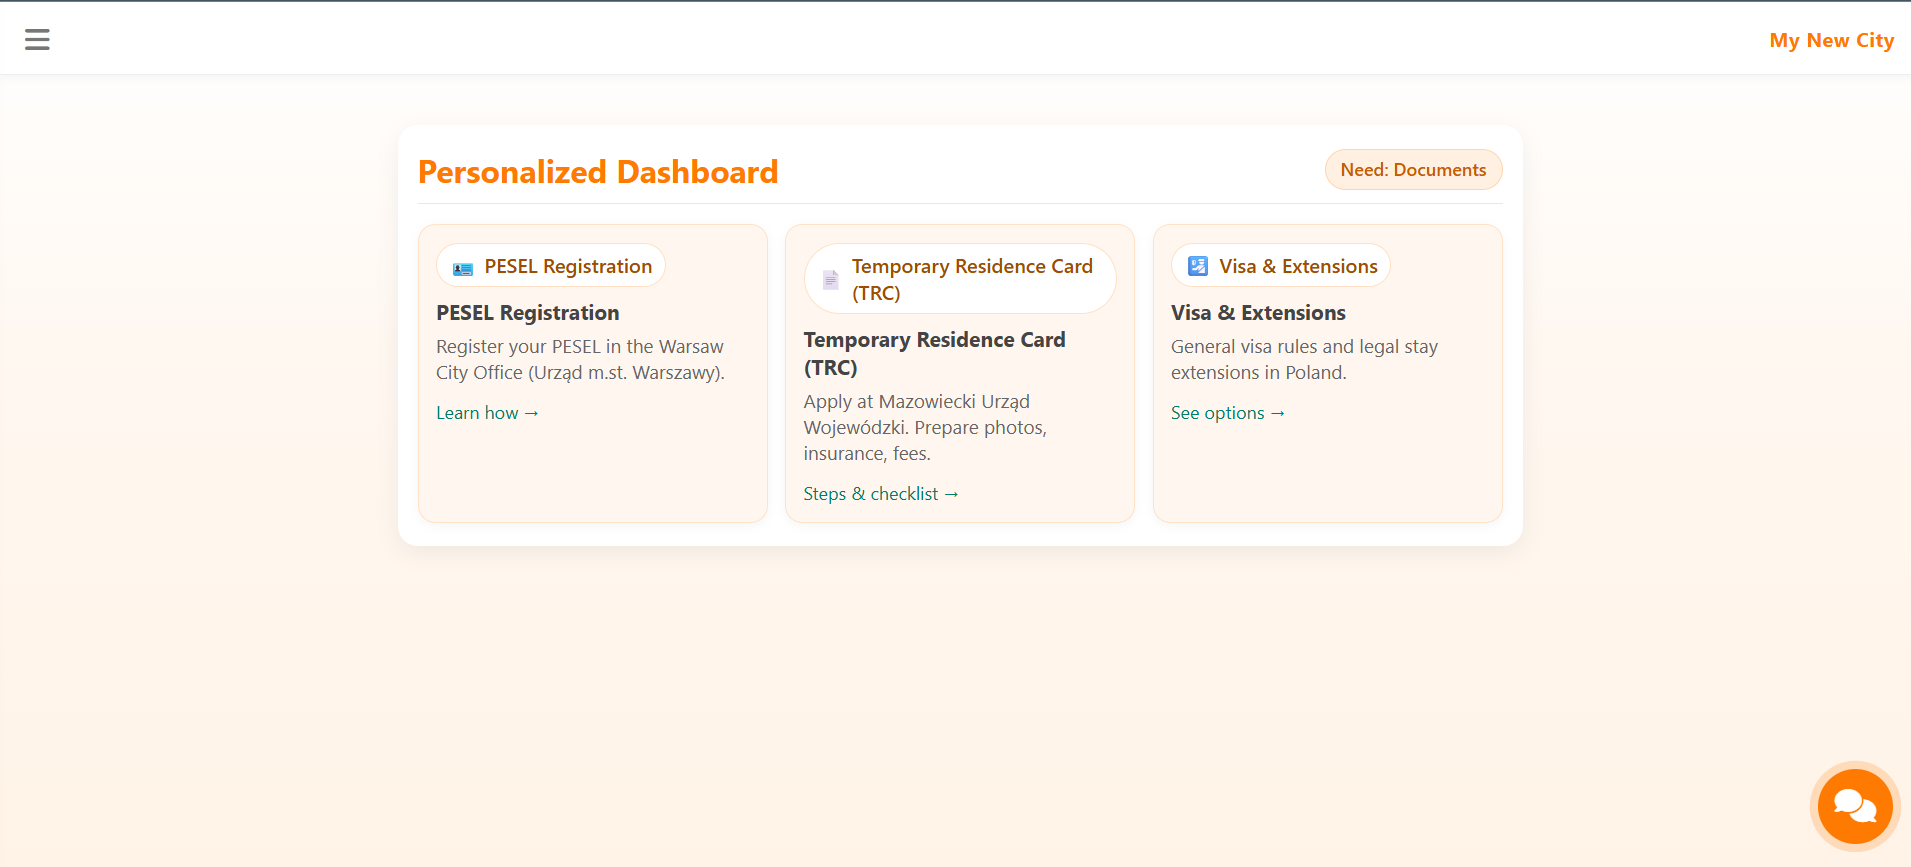 My New City
Personalized Dashboard
Need: Documents
PESEL Registration
PESEL Registration
Register your PESEL in the Warsaw
City Office (Urząd m.st. Warszawy).
Learn how →
Temporary Residence Card
(TRC)
Temporary Residence Card
(TRC)
Apply at Mazowiecki Urząd
Wojewódzki. Prepare photos,
insurance, fees.
Steps & checklist →
Visa & Extensions
Visa & Extensions
General visa rules and legal stay
extensions in Poland.
See options →